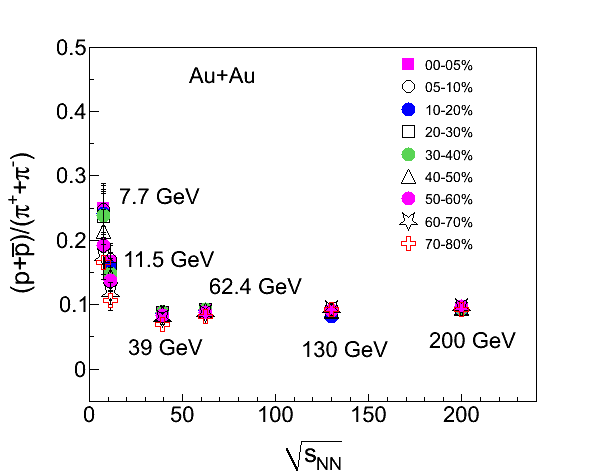 0.5
Au+Au
00-05%
05-10%
0.4
10-20%
20-30%
30-40%
0.3
40-50%
7.7 GeV
50-60%
60-70%
0.2
70-80%
11.5 GeV
62.4 GeV
0.1
39 GeV
130 GeV
200 GeV
0
0 50 100 150 200
(p+p̅)/(π⁺+π⁻)
√sNN